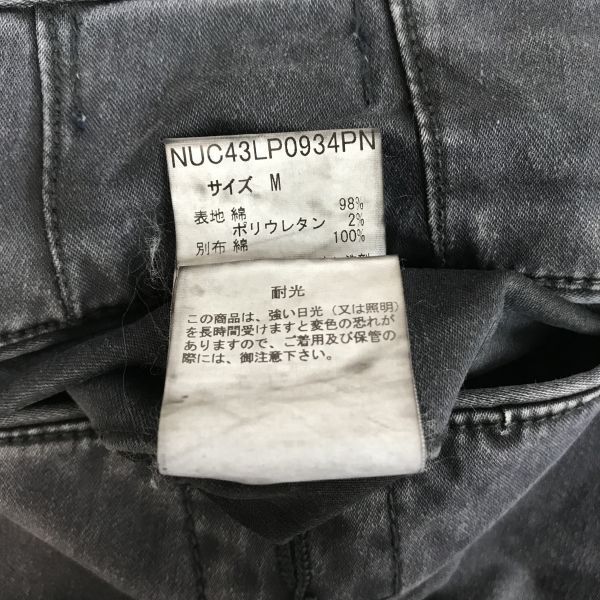 NUC43LP0934PN
サイズ M
表地 綿 98%
ポリウレタン 2%
別布 綿 100%
耐光
この商品は、強い日光（又は照明）
を長時間受けますと変色の恐れが
ありますので、ご着用及び保管の
際には、御注意下さい。